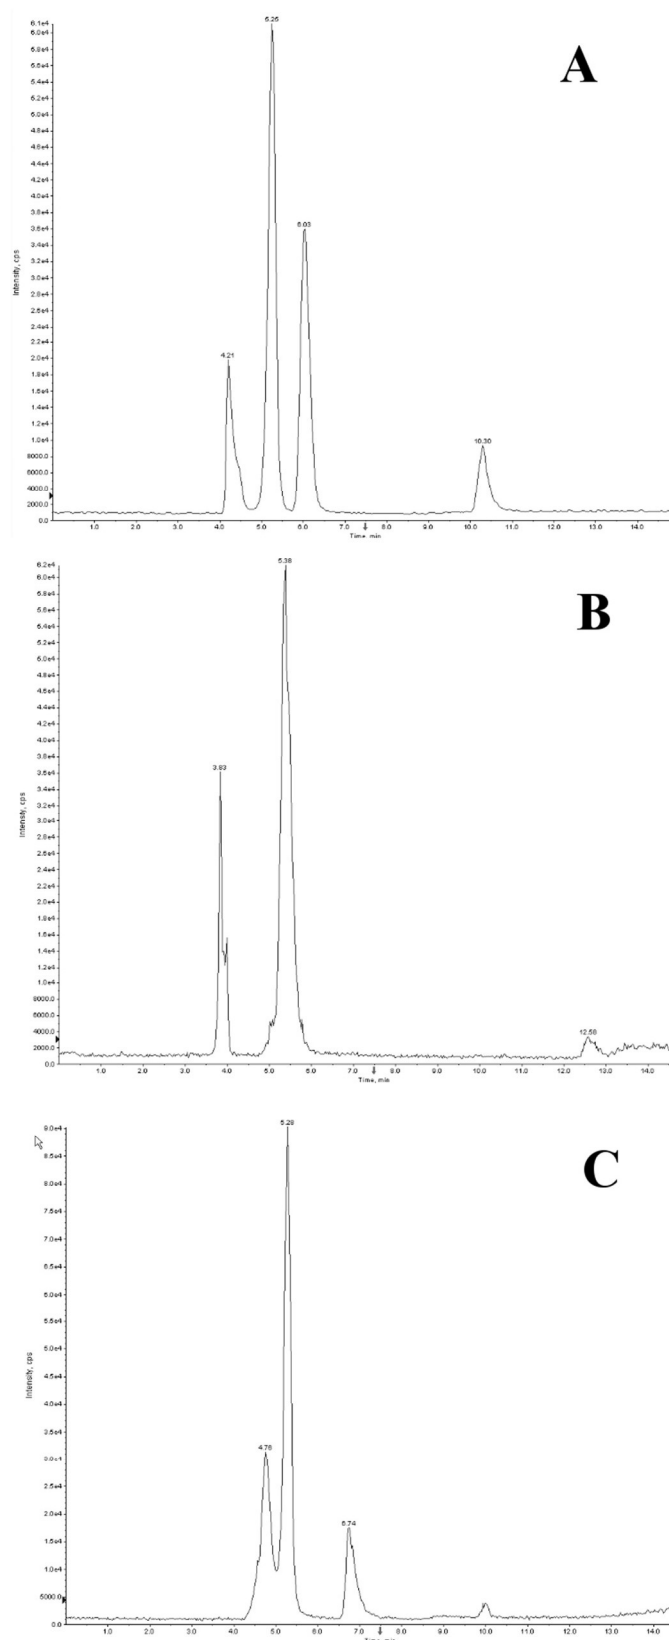 6.1e4
5.25
6.0e4
5.8e4
A
5.6e4
5.4e4
5.2e4
5.0e4
4.8e4
4.6e4
4.4e4
4.2e4
4.0e4
3.8e4
3.6e4
6.03
3.4e4
3.2e4
3.0e4
2.8e4
Intensity, cps
2.6e4
2.4e4
2.2e4
2.0e4
4.21
1.8e4
1.6e4
1.4e4
1.2e4
1.0e4
10.30
8000.0
6000.0
4000.0
2000.0
0.0
1.0 2.0 3.0 4.0 5.0 6.0 7.0 8.0 9.0 10.0 11.0 12.0 13.0 14.0
Time, min
6.2e4
5.38
6.0e4
5.8e4
B
5.6e4
5.4e4
5.2e4
5.0e4
4.8e4
4.6e4
4.4e4
4.2e4
4.0e4
3.8e4
3.6e4
3.83
3.4e4
3.2e4
3.0e4
2.8e4
Intensity, cps
2.6e4
2.4e4
2.2e4
2.0e4
1.8e4
1.6e4
1.4e4
1.2e4
1.0e4
8000.0
6000.0
4000.0
2000.0
0.0
1.0 2.0 3.0 4.0 5.0 6.0 7.0 8.0 9.0 10.0 11.0 12.0 13.0 14.0
Time, min
9.0e4
5.28
8.5e4
C
8.0e4
7.5e4
7.0e4
6.5e4
6.0e4
5.5e4
5.0e4
4.5e4
Intensity, cps
4.0e4
3.5e4
4.76
3.0e4
2.5e4
2.0e4
6.74
1.5e4
1.0e4
5000.0
0.0
1.0 2.0 3.0 4.0 5.0 6.0 7.0 8.0 9.0 10.0 11.0 12.0 13.0 14.0
Time, min